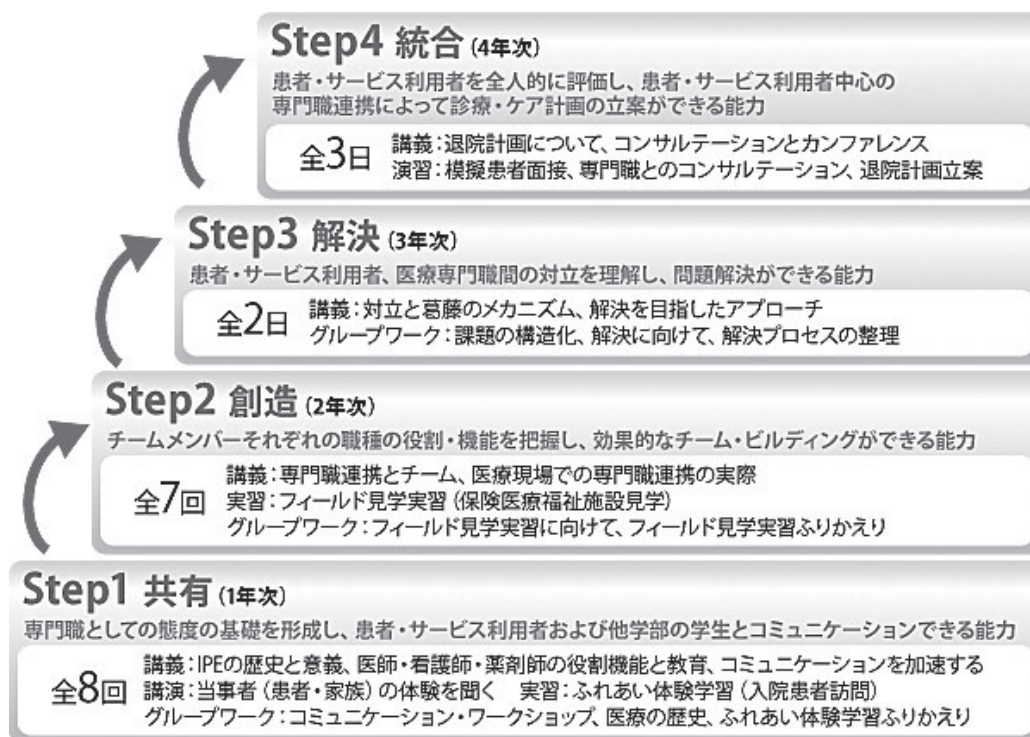 Step4 統合 (4年次)
患者・サービス利用者を全人的に評価し、患者・サービス利用者中心の
専門職連携によって診療・ケア計画の立案ができる能力
全3日
講義：退院計画について、コンサルテーションとカンファレンス
演習：模擬患者面接、専門職とのコンサルテーション、退院計画立案
Step3 解決 (3年次)
患者・サービス利用者、医療専門職間の対立を理解し、問題解決ができる能力
全2日
講義：対立と葛藤のメカニズム、解決を目指したアプローチ
グループワーク：課題の構造化、解決に向けて、解決プロセスの整理
Step2 創造 (2年次)
チームメンバーそれぞれの職種の役割・機能を把握し、効果的なチーム・ビルディングができる能力
全7回
講義：専門職連携とチーム、医療現場での専門職連携の実際
実習：フィールド見学実習（保険医療福祉施設見学）
グループワーク：フィールド見学実習に向けて、フィールド見学実習ふりかえり
Step1 共有 (1年次)
専門職としての態度の基礎を形成し、患者・サービス利用者および他学部の学生とコミュニケーションできる能力
全8回
講義：IPEの歴史と意義、医師・看護師・薬剤師の役割機能と教育、コミュニケーションを加速する
講演：当事者（患者・家族）の体験を聞く　実習：ふれあい体験学習（入院患者訪問）
グループワーク：コミュニケーション・ワークショップ、医療の歴史、ふれあい体験学習ふりかえり